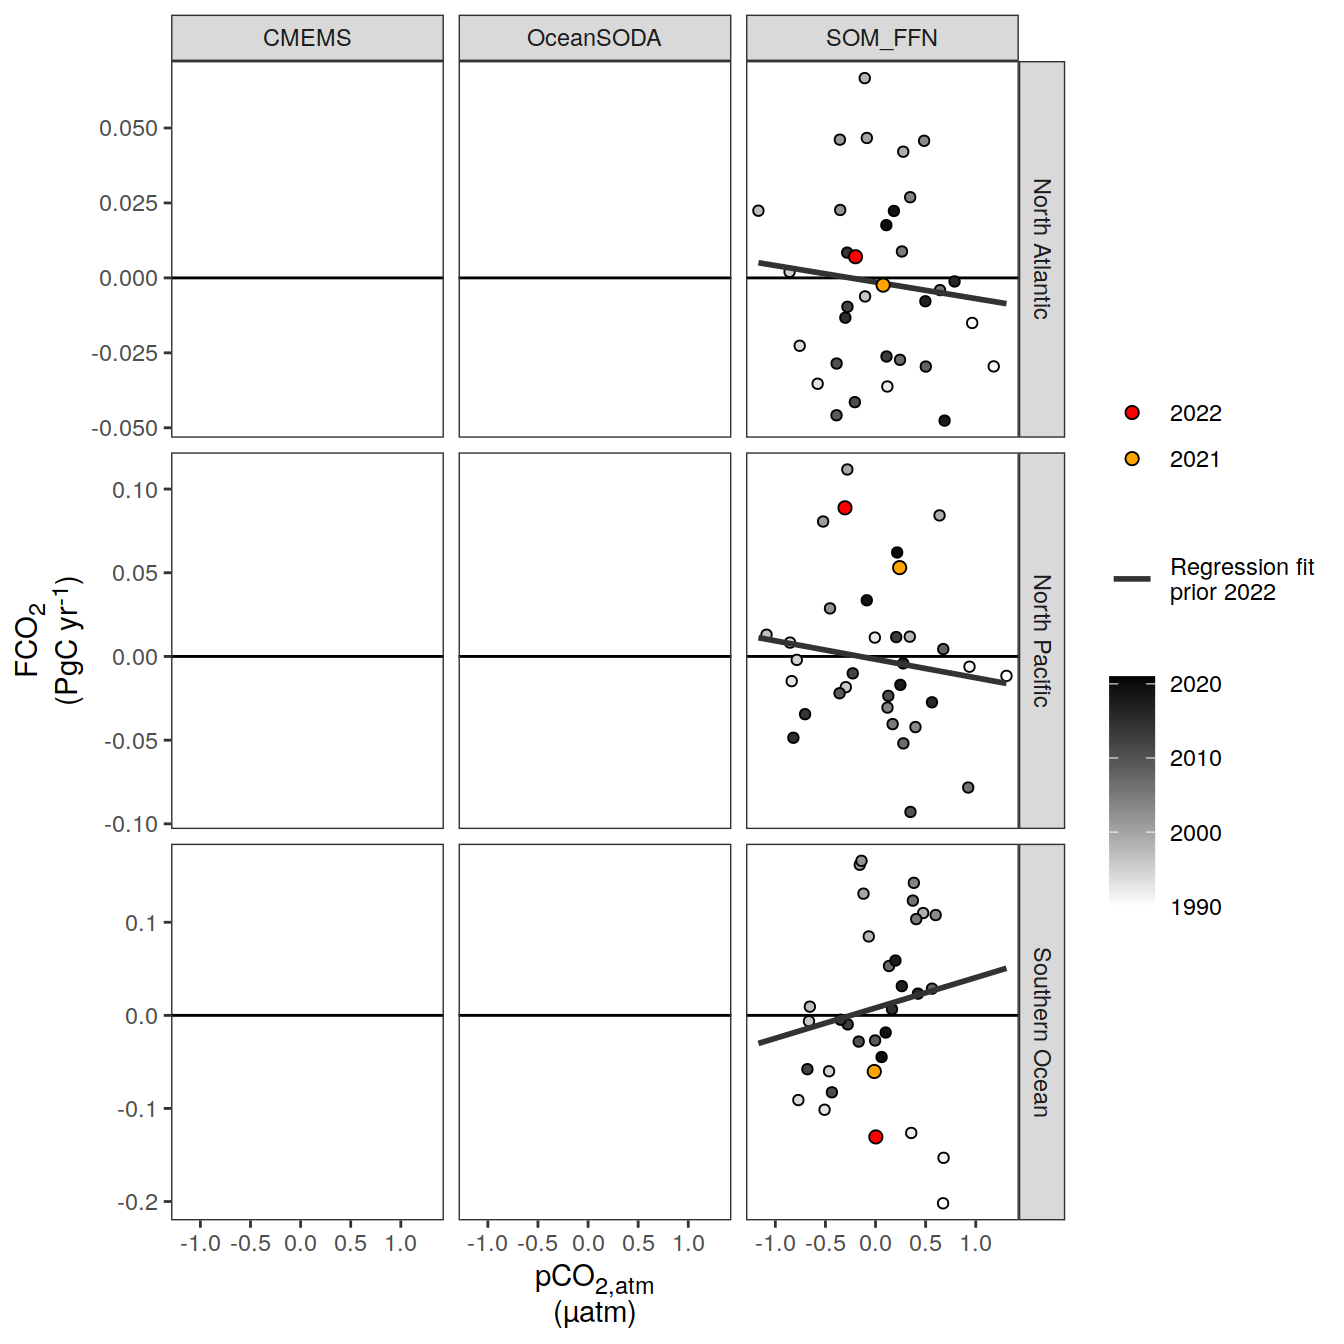 CMEMS OceanSODA SOM_FFN
0.050
0.025
0.000
-0.025
-0.050
North Atlantic
0.10
0.05
0.00
-0.05
-0.10
North Pacific
0.1
0.0
-0.1
-0.2
Southern Ocean
FCO2
(PgC yr-1)
-1.0 -0.5 0.0 0.5 1.0 -1.0 -0.5 0.0 0.5 1.0 -1.0 -0.5 0.0 0.5 1.0
pCO2,atm
(µatm)
2022
2021
Regression fit
prior 2022
2020
2010
2000
1990